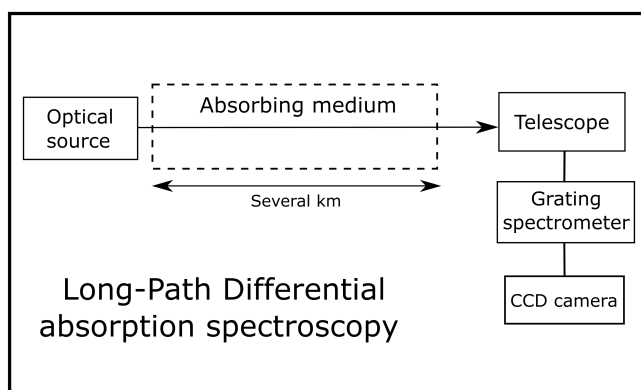 Optical
source
Absorbing medium
Several km
Telescope
Grating
spectrometer
CCD camera
Long-Path Differential
absorption spectroscopy